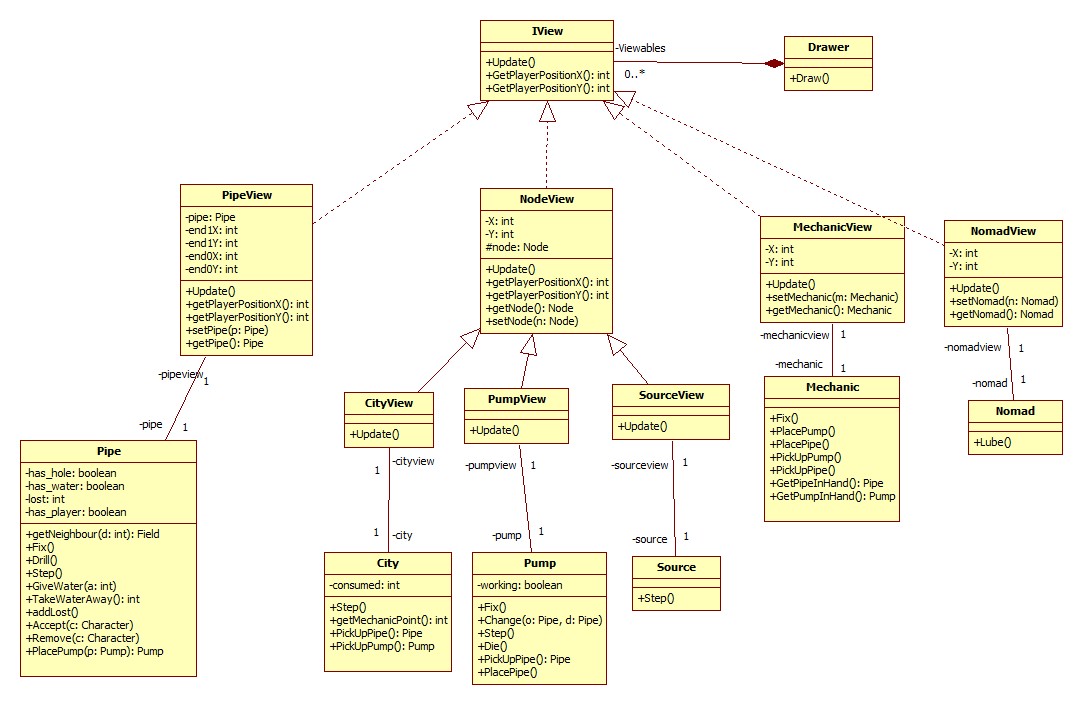 IView
+Update()
+GetPlayerPositionX(): int
+GetPlayerPositionY(): int
-Viewables
0..*
Drawer
+Draw()
PipeView
-pipe: Pipe
-end1X: int
-end1Y: int
-end0X: int
-end0Y: int
+Update()
+getPlayerPositionX(): int
+getPlayerPositionY(): int
+setPipe(p: Pipe)
+getPipe(): Pipe
NodeView
-X: int
-Y: int
#node: Node
+Update()
+getPlayerPositionX(): int
+getPlayerPositionY(): int
+getNode(): Node
+setNode(n: Node)
MechanicView
-X: int
-Y: int
+Update()
+setMechanic(m: Mechanic)
+getMechanic(): Mechanic
NomadView
-X: int
-Y: int
+Update()
+setNomad(n: Nomad)
+getNomad(): Nomad
-mechanicview
1
-mechanic
1
-nomadview
1
-nomad
1
-pipeview
1
-pipe
1
CityView
+Update()
PumpView
+Update()
SourceView
+Update()
Mechanic
+Fix()
+PlacePump()
+PlacePipe()
+PickUpPump()
+PickUpPipe()
+GetPipeInHand(): Pipe
+GetPumpInHand(): Pump
Nomad
+Lube()
-cityview
1
1
-city
-pumpview
1
-pump
1
-sourceview
1
-source
1
Pipe
-has_hole: boolean
-has_water: boolean
-lost: int
-has_player: boolean
+getNeighbour(d: int): Field
+Fix()
+Drill()
+Step()
+GiveWater(a: int)
+TakeWaterAway(): int
+addLost()
+Accept(c: Character)
+Remove(c: Character)
+PlacePump(p: Pump): Pump
City
-consumed: int
+Step()
+getMechanicPoint(): int
+PickUpPipe(): Pipe
+PickUpPump(): Pump
Pump
-working: boolean
+Fix()
+Change(o: Pipe, d: Pipe)
+Step()
+Die()
+PickUpPipe(): Pipe
+PlacePipe()
Source
+Step()